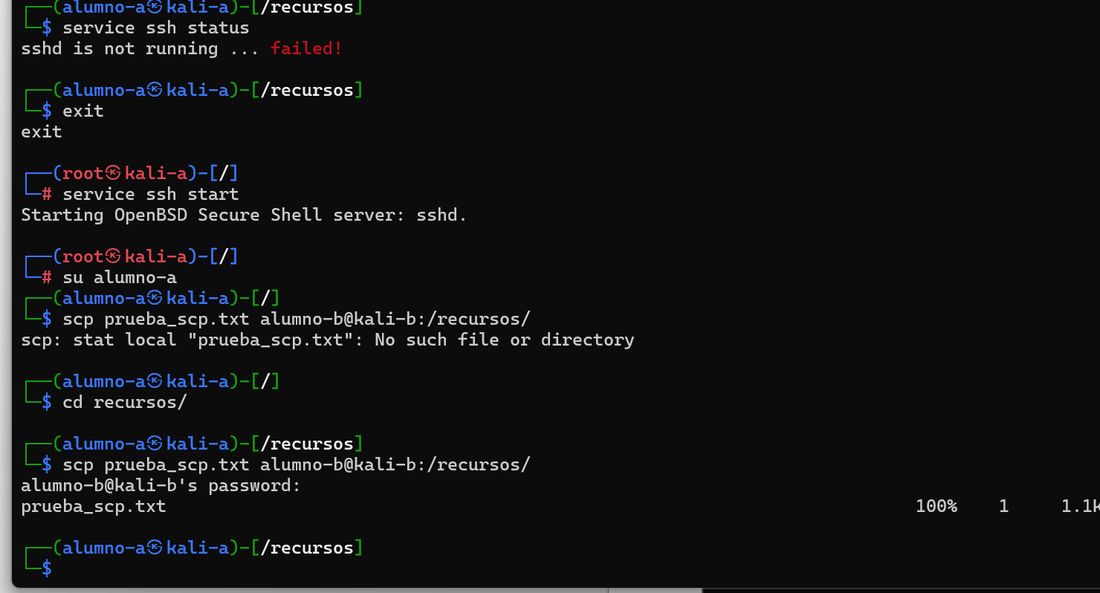 ┌──(alumno-a㉿kali-a)-[/recursos]
└─$ service ssh status
sshd is not running ... failed!
┌──(alumno-a㉿kali-a)-[/recursos]
└─$ exit
exit
┌──(root㉿kali-a)-[/]
└─# service ssh start
Starting OpenBSD Secure Shell server: sshd.
┌──(root㉿kali-a)-[/]
└─# su alumno-a
┌──(alumno-a㉿kali-a)-[/]
└─$ scp prueba_scp.txt alumno-b@kali-b:/recursos/
scp: stat local "prueba_scp.txt": No such file or directory
┌──(alumno-a㉿kali-a)-[/]
└─$ cd recursos/
┌──(alumno-a㉿kali-a)-[/recursos]
└─$ scp prueba_scp.txt alumno-b@kali-b:/recursos/
alumno-b@kali-b's password:
prueba_scp.txt 100% 1 1.1k
┌──(alumno-a㉿kali-a)-[/recursos]
└─$